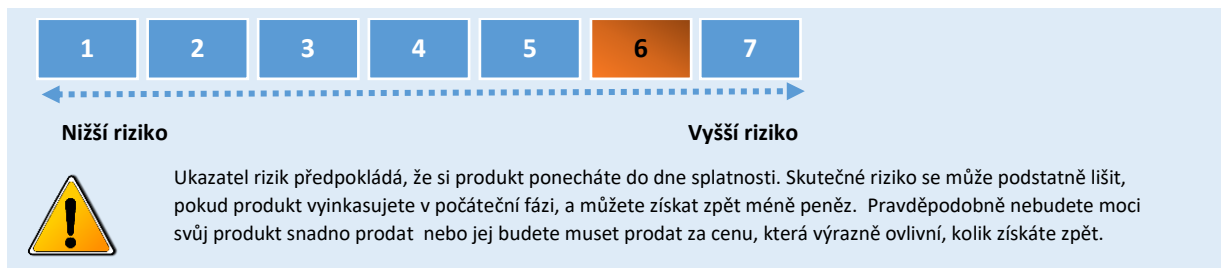 1 2 3 4 5 6 7
Nižší riziko Vyšší riziko
Ukazatel rizik předpokládá, že si produkt ponecháte do dne splatnosti. Skutečné riziko se může podstatně lišit,
pokud produkt vyinkasujete v počáteční fázi, a můžete získat zpět méně peněz. Pravděpodobně nebudete moci
svůj produkt snadno prodat nebo jej budete muset prodat za cenu, která výrazně ovlivní, kolik získáte zpět.